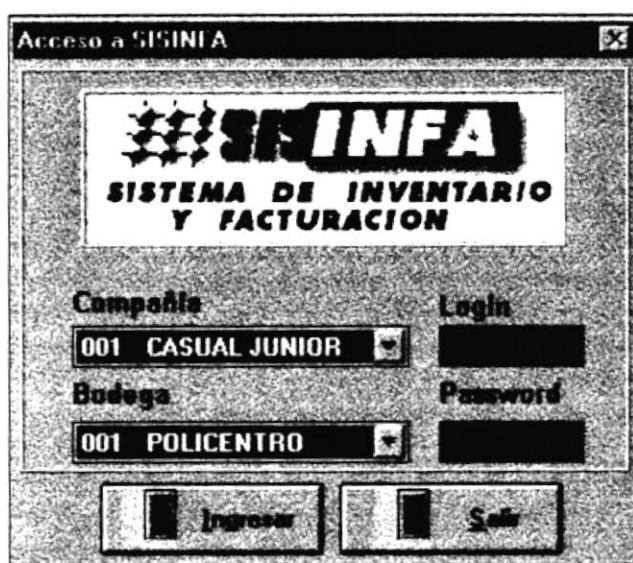 Acceso a SISINFA
SISINFA
SISTEMA DE INVENTARIO
Y FACTURACION
Compañía Login
001 CASUAL JUNIOR
Bodega Password
001 POLICENTRO
Ingresar Salir